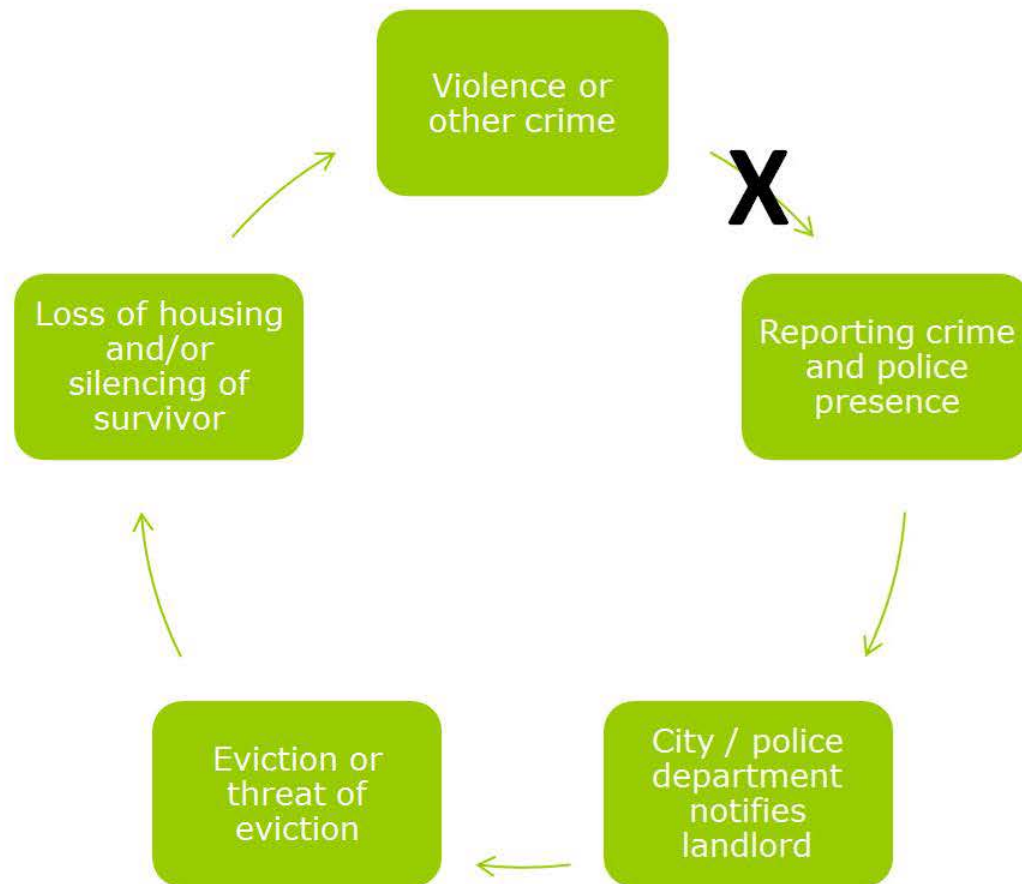 Violence or
other crime
X
Reporting crime
and police
presence
City / police
department
notifies
landlord
Eviction or
threat of
eviction
Loss of housing
and/or
silencing of
survivor